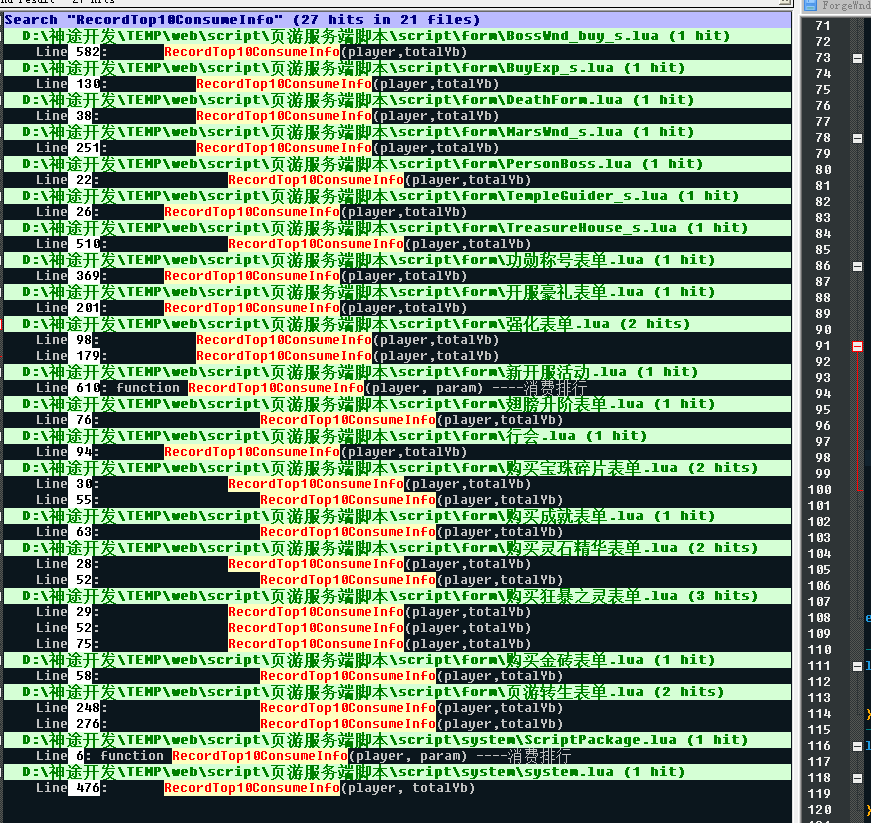 Search "RecordTop10ConsumeInfo" (27 hits in 21 files)
D:\神途开发\TEMP\web\script\页游服务端脚本\script\form\BossWnd_buy_s.lua (1 hit)
Line 582: RecordTop10ConsumeInfo(player,totalYb)
D:\神途开发\TEMP\web\script\页游服务端脚本\script\form\BuyExp_s.lua (1 hit)
Line 130: RecordTop10ConsumeInfo(player,totalYb)
D:\神途开发\TEMP\web\script\页游服务端脚本\script\form\DeathForm.lua (1 hit)
Line 38: RecordTop10ConsumeInfo(player,totalYb)
D:\神途开发\TEMP\web\script\页游服务端脚本\script\form\MarsWnd_s.lua (1 hit)
Line 251: RecordTop10ConsumeInfo(player,totalYb)
D:\神途开发\TEMP\web\script\页游服务端脚本\script\form\PersonBoss.lua (1 hit)
Line 22: RecordTop10ConsumeInfo(player,totalYb)
D:\神途开发\TEMP\web\script\页游服务端脚本\script\form\TempleGuider_s.lua (1 hit)
Line 26: RecordTop10ConsumeInfo(player,totalYb)
D:\神途开发\TEMP\web\script\页游服务端脚本\script\form\TreasureHouse_s.lua (1 hit)
Line 510: RecordTop10ConsumeInfo(player,totalYb)
D:\神途开发\TEMP\web\script\页游服务端脚本\script\form\功勋称号表单.lua (1 hit)
Line 369: RecordTop10ConsumeInfo(player,totalYb)
D:\神途开发\TEMP\web\script\页游服务端脚本\script\form\开服豪礼表单.lua (1 hit)
Line 201: RecordTop10ConsumeInfo(player,totalYb)
D:\神途开发\TEMP\web\script\页游服务端脚本\script\form\强化表单.lua (2 hits)
Line 98: RecordTop10ConsumeInfo(player,totalYb)
Line 179: RecordTop10ConsumeInfo(player,totalYb)
D:\神途开发\TEMP\web\script\页游服务端脚本\script\form\新开服活动.lua (1 hit)
Line 610: function RecordTop10ConsumeInfo(player, param) ----消费排行
D:\神途开发\TEMP\web\script\页游服务端脚本\script\form\翅膀升阶表单.lua (1 hit)
Line 76: RecordTop10ConsumeInfo(player,totalYb)
D:\神途开发\TEMP\web\script\页游服务端脚本\script\form\行会.lua (1 hit)
Line 94: RecordTop10ConsumeInfo(player,totalYb)
D:\神途开发\TEMP\web\script\页游服务端脚本\script\form\购买宝珠碎片表单.lua (2 hits)
Line 30: RecordTop10ConsumeInfo(player,totalYb)
Line 55: RecordTop10ConsumeInfo(player,totalYb)
D:\神途开发\TEMP\web\script\页游服务端脚本\script\form\购买成就表单.lua (1 hit)
Line 63: RecordTop10ConsumeInfo(player,totalYb)
D:\神途开发\TEMP\web\script\页游服务端脚本\script\form\购买灵石精华表单.lua (2 hits)
Line 28: RecordTop10ConsumeInfo(player,totalYb)
Line 52: RecordTop10ConsumeInfo(player,totalYb)
D:\神途开发\TEMP\web\script\页游服务端脚本\script\form\购买狂暴之灵表单.lua (3 hits)
Line 29: RecordTop10ConsumeInfo(player,totalYb)
Line 52: RecordTop10ConsumeInfo(player,totalYb)
Line 75: RecordTop10ConsumeInfo(player,totalYb)
D:\神途开发\TEMP\web\script\页游服务端脚本\script\form\购买金砖表单.lua (1 hit)
Line 58: RecordTop10ConsumeInfo(player,totalYb)
D:\神途开发\TEMP\web\script\页游服务端脚本\script\form\页游转生表单.lua (2 hits)
Line 248: RecordTop10ConsumeInfo(player,totalYb)
Line 276: RecordTop10ConsumeInfo(player,totalYb)
D:\神途开发\TEMP\web\script\页游服务端脚本\script\system\ScriptPackage.lua (1 hit)
Line 6: function RecordTop10ConsumeInfo(player, param) ----消费排行
D:\神途开发\TEMP\web\script\页游服务端脚本\script\system\system.lua (1 hit)
Line 476: RecordTop10ConsumeInfo(player, totalYb)
ForgeWnd
71
72
73
74
75
76
77
78
79
80
81
82
83
84
85
86
87
88
89
90
91
92
93
94
95
96
97
98
99
100
101
102
103
104
105
106
107
108
109
110
111
112
113
114
115
116
117
118
119
120